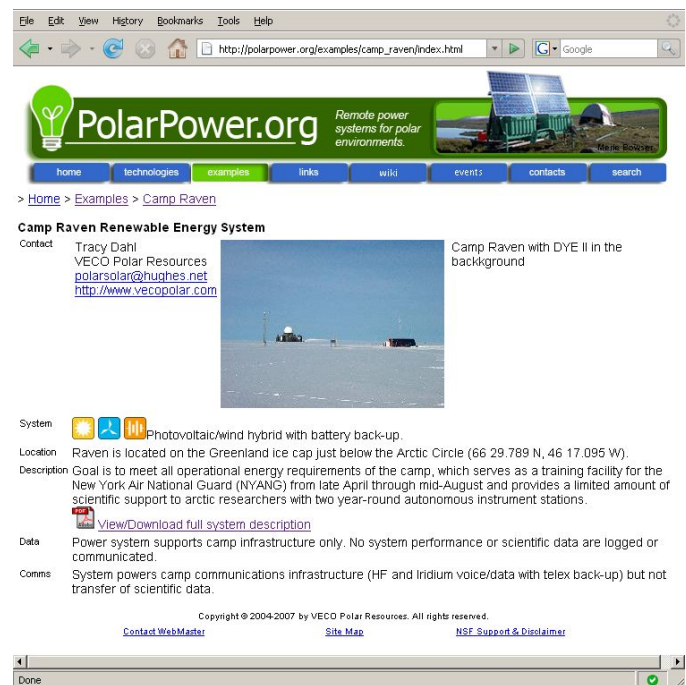 File Edit View History Bookmarks Tools Help
http://polarpower.org/examples/camp_raven/index.html
G Google
PolarPower.org
Remote power
systems for polar
environments.
Meile Bowser
home technologies examples links wiki events contacts search
> Home > Examples > Camp Raven
Camp Raven Renewable Energy System
Contact
Tracy Dahl
VECO Polar Resources
polarsolar@hughes.net
http://www.vecopolar.com
Camp Raven with DYE II in the
backkground
System
Photovoltaic/wind hybrid with battery back-up.
Location
Raven is located on the Greenland ice cap just below the Arctic Circle (66 29.789 N, 46 17.095 W).
Description
Goal is to meet all operational energy requirements of the camp, which serves as a training facility for the
New York Air National Guard (NYANG) from late April through mid-August and provides a limited amount of
scientific support to arctic researchers with two year-round autonomous instrument stations.
PDF
View/Download full system description
Data
Power system supports camp infrastructure only. No system performance or scientific data are logged or
communicated.
Comms
System powers camp communications infrastructure (HF and Iridium voice/data with telex back-up) but not
transfer of scientific data.
Copyright © 2004-2007 by VECO Polar Resources. All rights reserved.
Contact WebMaster Site Map NSF Support & Disclaimer
Done